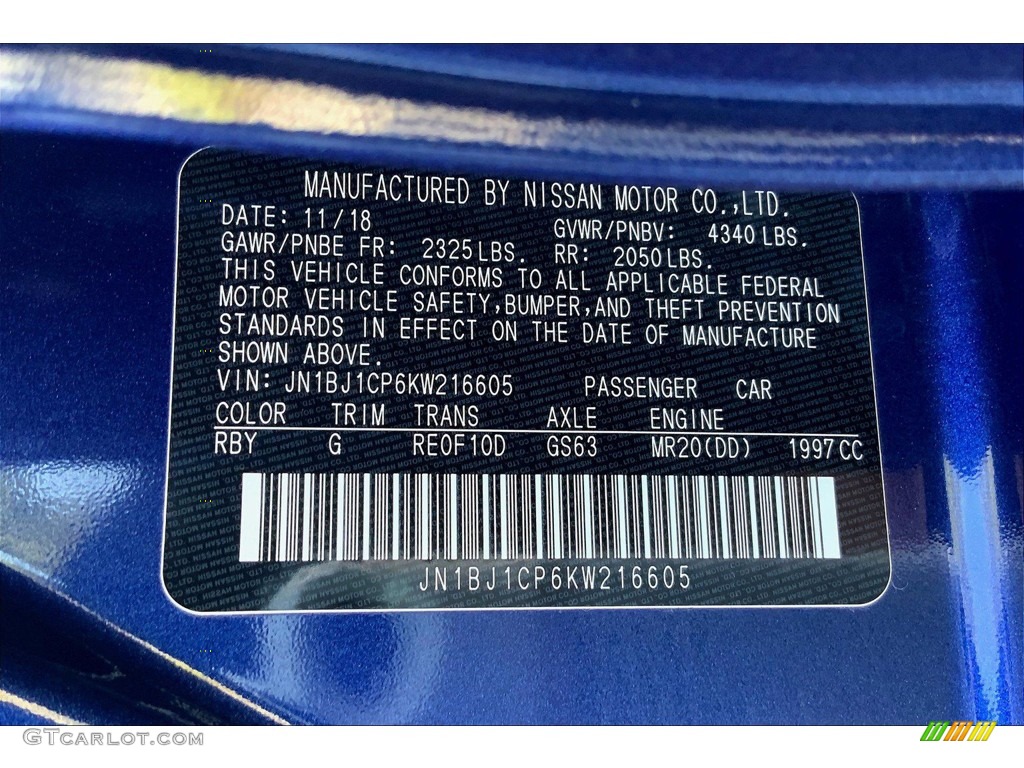 MANUFACTURED BY NISSAN MOTOR CO.,LTD.
DATE: 11/18 GVWR/PNBV: 4340 LBS.
GAWR/PNBE FR: 2325 LBS. RR: 2050 LBS.
THIS VEHICLE CONFORMS TO ALL APPLICABLE FEDERAL
MOTOR VEHICLE SAFETY,BUMPER,AND THEFT PREVENTION
STANDARDS IN EFFECT ON THE DATE OF MANUFACTURE
SHOWN ABOVE.
VIN: JN1BJ1CP6KW216605 PASSENGER CAR
COLOR TRIM TRANS AXLE ENGINE
RBY G RE0F10D GS63 MR20(DD) 1997 CC
JN1BJ1CP6KW216605
GTCarlot.com